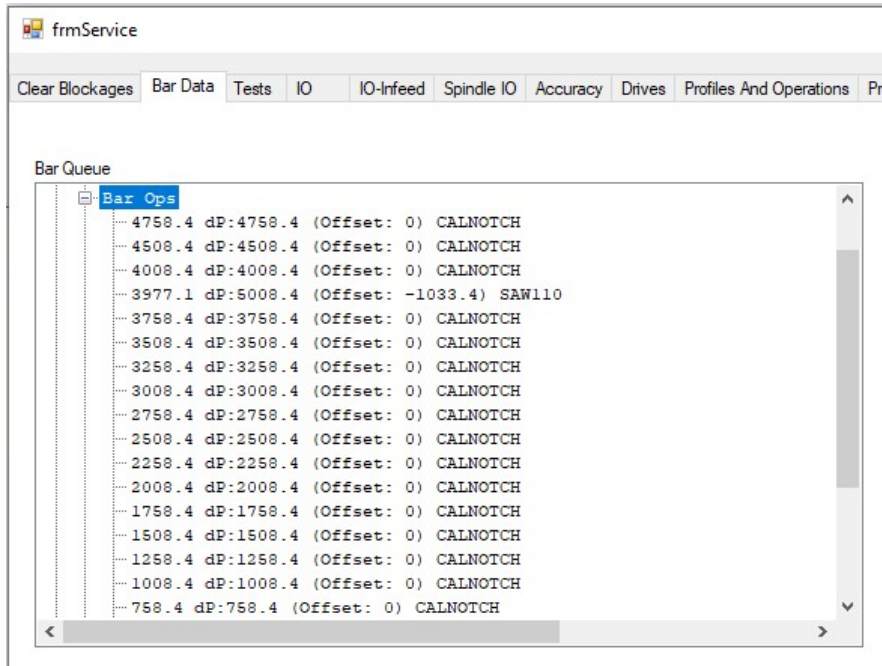 frmService
Clear Blockages Bar Data Tests IO IO-Infeed Spindle IO Accuracy Drives Profiles And Operations Pr
Bar Queue
Bar Ops
4758.4 dP:4758.4 (Offset: 0) CALNOTCH
4508.4 dP:4508.4 (Offset: 0) CALNOTCH
4008.4 dP:4008.4 (Offset: 0) CALNOTCH
3977.1 dP:5008.4 (Offset: -1033.4) SAW110
3758.4 dP:3758.4 (Offset: 0) CALNOTCH
3508.4 dP:3508.4 (Offset: 0) CALNOTCH
3258.4 dP:3258.4 (Offset: 0) CALNOTCH
3008.4 dP:3008.4 (Offset: 0) CALNOTCH
2758.4 dP:2758.4 (Offset: 0) CALNOTCH
2508.4 dP:2508.4 (Offset: 0) CALNOTCH
2258.4 dP:2258.4 (Offset: 0) CALNOTCH
2008.4 dP:2008.4 (Offset: 0) CALNOTCH
1758.4 dP:1758.4 (Offset: 0) CALNOTCH
1508.4 dP:1508.4 (Offset: 0) CALNOTCH
1258.4 dP:1258.4 (Offset: 0) CALNOTCH
1008.4 dP:1008.4 (Offset: 0) CALNOTCH
758.4 dP:758.4 (Offset: 0) CALNOTCH